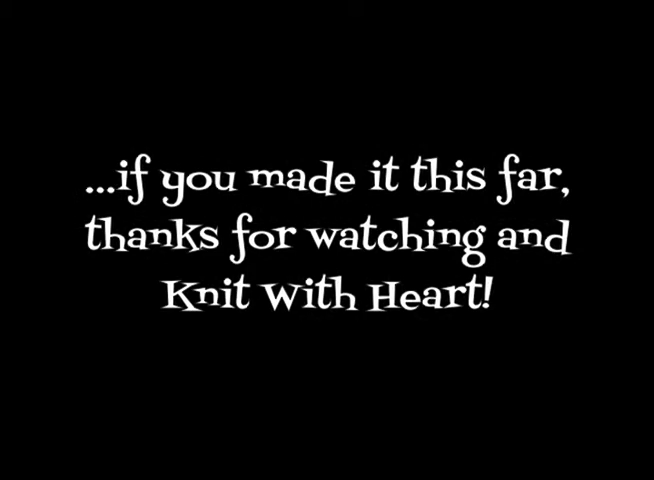 ...if you made it this far,
thanks for watching and
Knit With Heart!